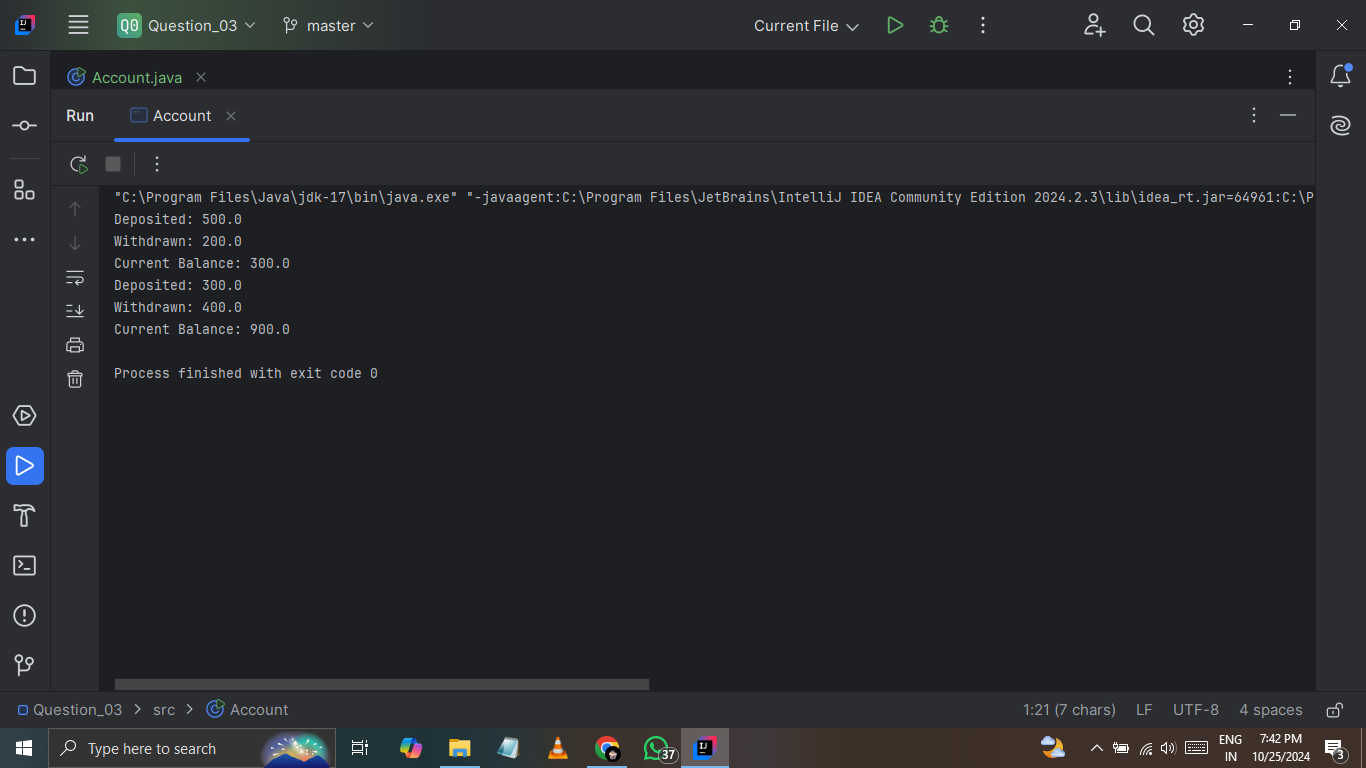 Q0 Question_03 master Current File
Account.java
Run Account
"C:\Program Files\Java\jdk-17\bin\java.exe" "-javaagent:C:\Program Files\JetBrains\IntelliJ IDEA Community Edition 2024.2.3\lib\idea_rt.jar=64961:C:\P
Deposited: 500.0
Withdrawn: 200.0
Current Balance: 300.0
Deposited: 300.0
Withdrawn: 400.0
Current Balance: 900.0
Process finished with exit code 0
Question_03 > src > Account 1:21 (7 chars) LF UTF-8 4 spaces
Type here to search 37 ENG 7:42 PM
IN 10/25/2024 3